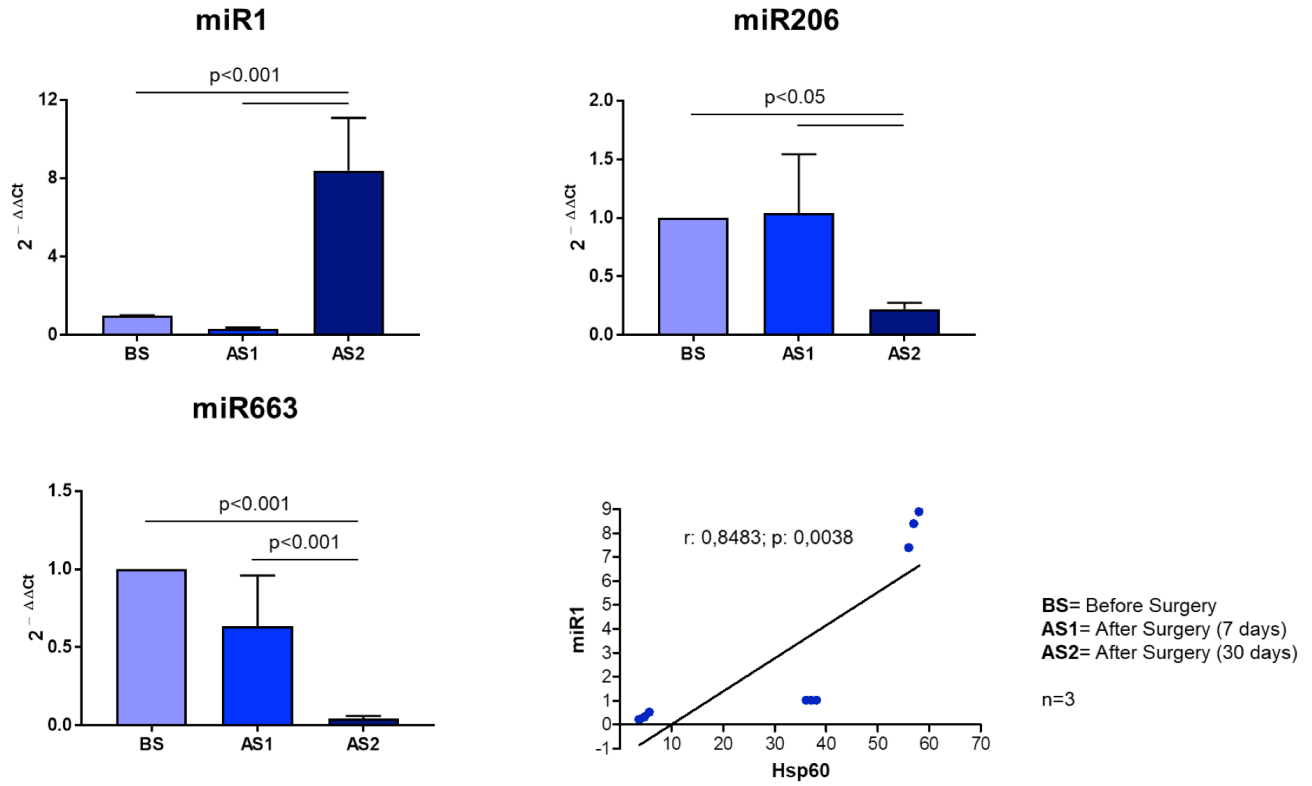 miR1
p<0.001
12
8
4
0
2 − ΔΔCt
BS AS1 AS2
miR206
p<0.05
2.0
1.5
1.0
0.5
0.0
2 − ΔΔCt
BS AS1 AS2
miR663
p<0.001
p<0.001
1.5
1.0
0.5
0.0
2 − ΔΔCt
BS AS1 AS2
r: 0,8483; p: 0,0038
9
8
7
6
5
4
3
2
1
0
-1
miR1
10 20 30 40 50 60 70
Hsp60
BS= Before Surgery
AS1= After Surgery (7 days)
AS2= After Surgery (30 days)
n=3